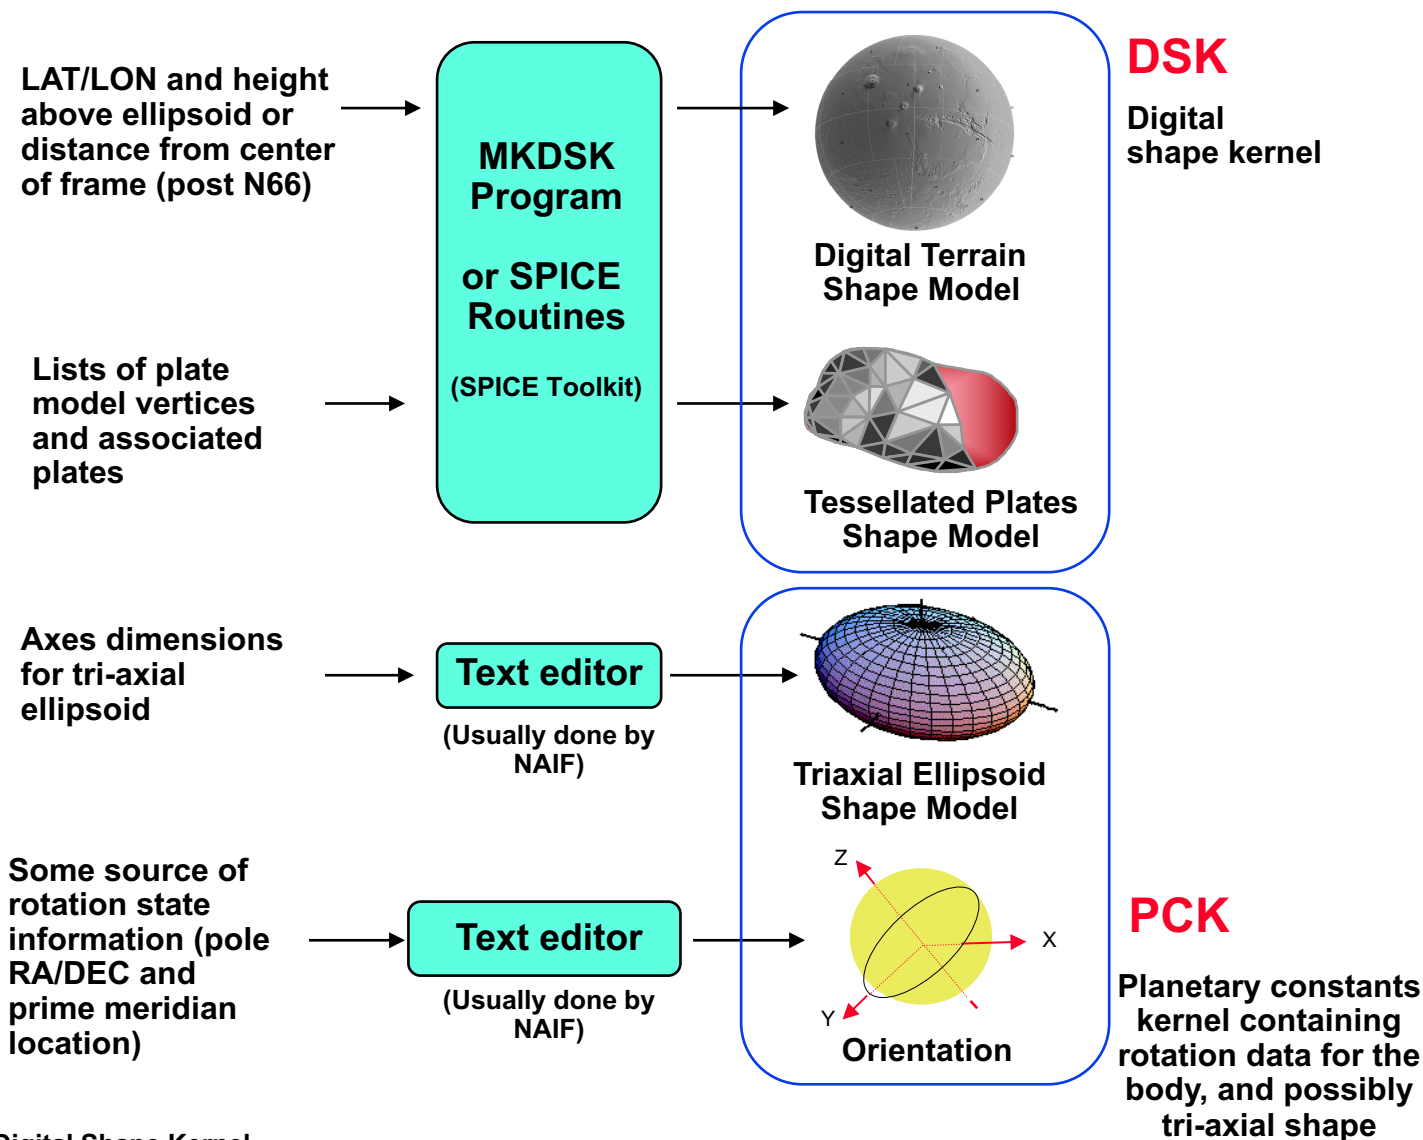 LAT/LON and height
above ellipsoid or
distance from center
of frame (post N66)
MKDSK
Program
or SPICE
Routines
(SPICE Toolkit)
Digital Terrain
Shape Model
DSK
Digital
shape kernel
Lists of plate
model vertices
and associated
plates
Tessellated Plates
Shape Model
Axes dimensions
for tri-axial
ellipsoid
Text editor
(Usually done by
NAIF)
Triaxial Ellipsoid
Shape Model
Some source of
rotation state
information (pole
RA/DEC and
prime meridian
location)
Text editor
(Usually done by
NAIF)
Z
X
Y
Orientation
PCK
Planetary constants
kernel containing
rotation data for the
body, and possibly
tri-axial shape
Digital Shape Kernel